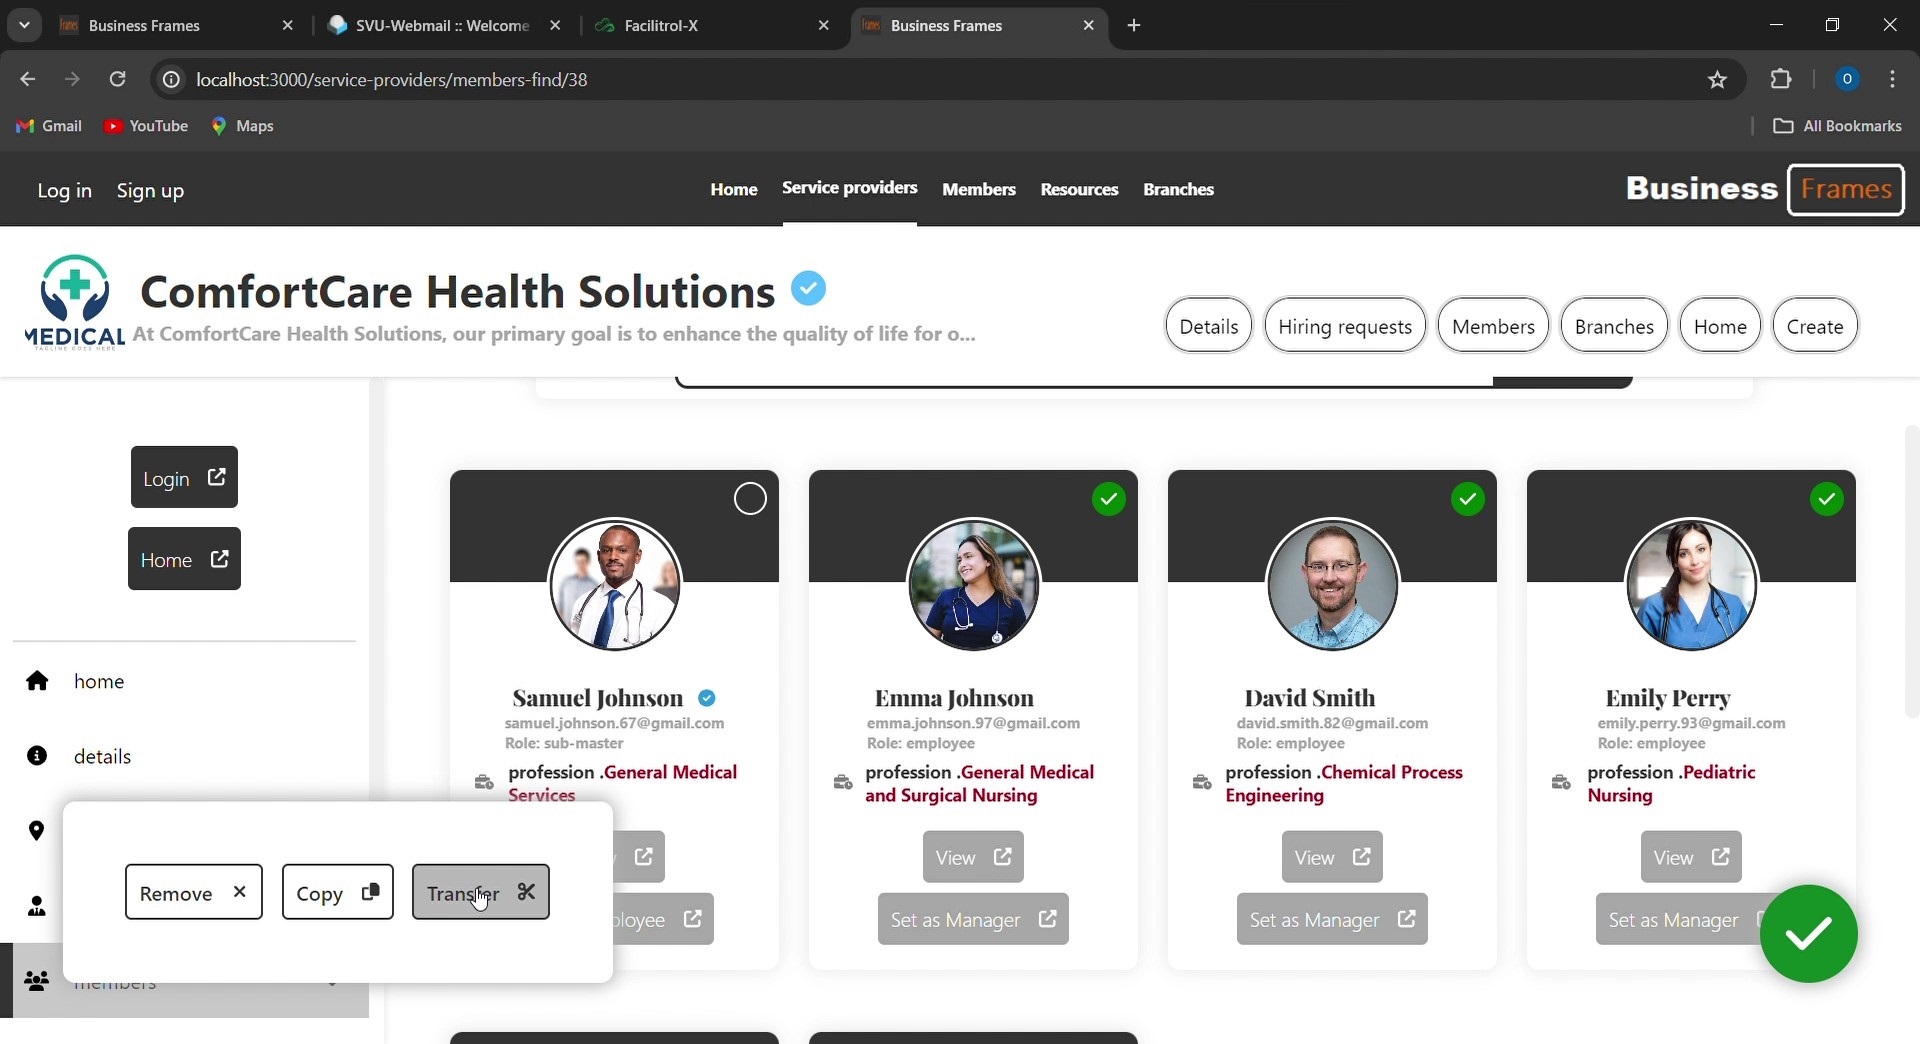 Business Frames
SVU-Webmail :: Welcome
Facilitrol-X
Business Frames
localhost:3000/service-providers/members-find/38
O
Gmail
YouTube
Maps
All Bookmarks
Log in
Sign up
Home
Service providers
Members
Resources
Branches
Business Frames
MEDICAL
TAGLINE GOES HERE
ComfortCare Health Solutions
At ComfortCare Health Solutions, our primary goal is to enhance the quality of life for o...
Details
Hiring requests
Members
Branches
Home
Create
Login
Home
home
details
members
Remove
Copy
Transfer
Samuel Johnson
samuel.johnson.67@gmail.com
Role: sub-master
profession .General Medical
Services
ployee
Emma Johnson
emma.johnson.97@gmail.com
Role: employee
profession .General Medical
and Surgical Nursing
View
Set as Manager
David Smith
david.smith.82@gmail.com
Role: employee
profession .Chemical Process
Engineering
View
Set as Manager
Emily Perry
emily.perry.93@gmail.com
Role: employee
profession .Pediatric
Nursing
View
Set as Manager